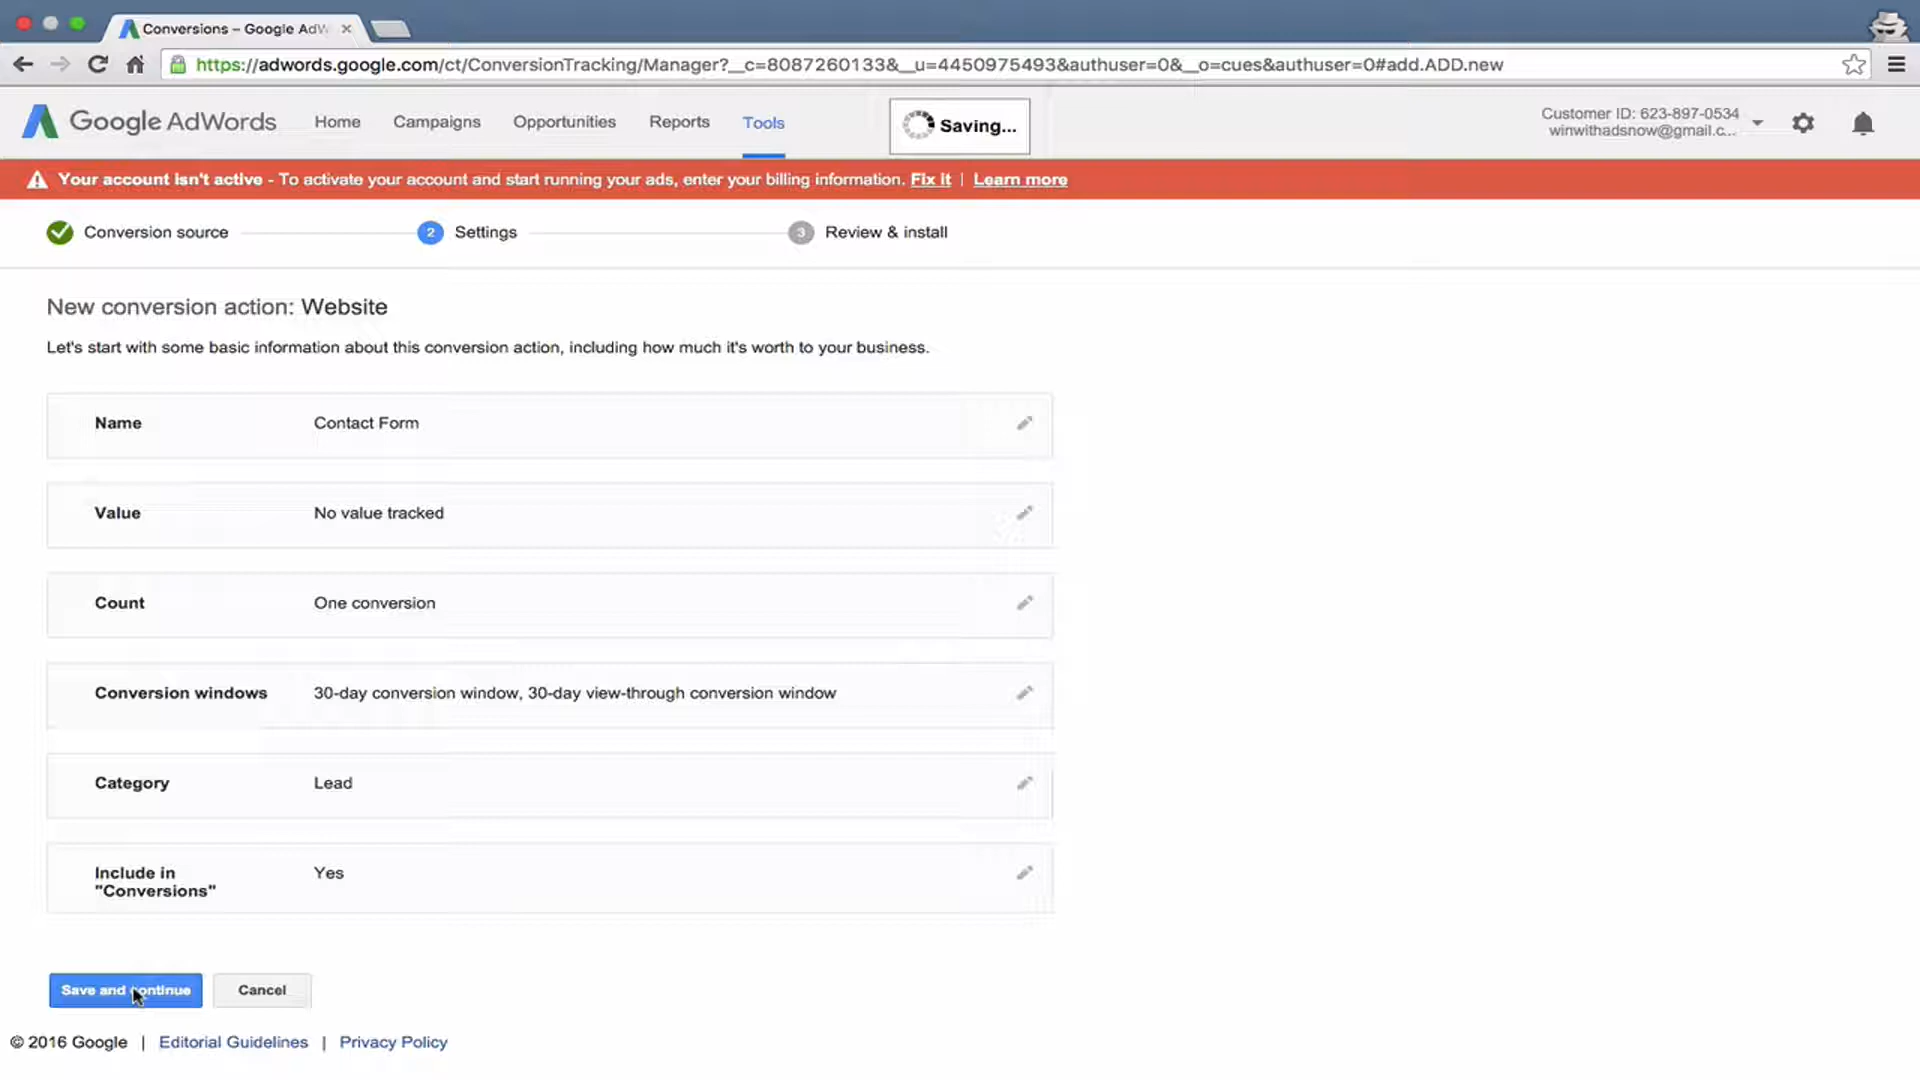 Conversions – Google AdW
https://adwords.google.com/ct/ConversionTracking/Manager?__c=8087260133&__u=4450975493&authuser=0&__o=cues&authuser=0#add.ADD.new
Google AdWords Home Campaigns Opportunities Reports Tools Saving...
Customer ID: 623-897-0534
winwithadsnow@gmail.c...
Your account isn't active - To activate your account and start running your ads, enter your billing information. Fix it | Learn more
Conversion source 2 Settings 3 Review & install
New conversion action: Website
Let's start with some basic information about this conversion action, including how much it's worth to your business.
Name Contact Form
Value No value tracked
Count One conversion
Conversion windows 30-day conversion window, 30-day view-through conversion window
Category Lead
Include in Yes
"Conversions"
Save and continue Cancel
© 2016 Google | Editorial Guidelines | Privacy Policy